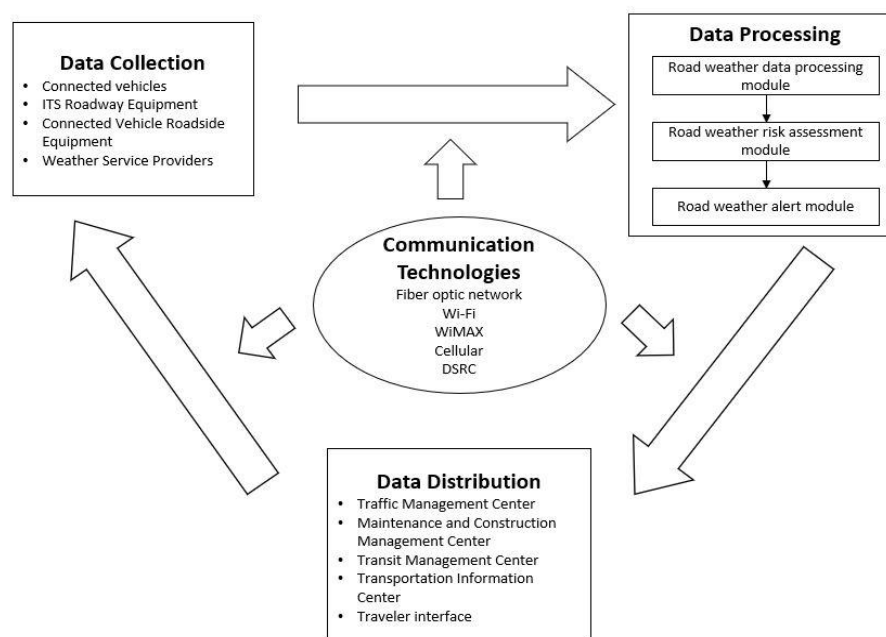 Data Collection
• Connected vehicles
• ITS Roadway Equipment
• Connected Vehicle Roadside
Equipment
• Weather Service Providers
Data Processing
Road weather data processing
module
Road weather risk assessment
module
Road weather alert module
Communication
Technologies
Fiber optic network
Wi-Fi
WiMAX
Cellular
DSRC
Data Distribution
• Traffic Management Center
• Maintenance and Construction
Management Center
• Transit Management Center
• Transportation Information
Center
• Traveler interface